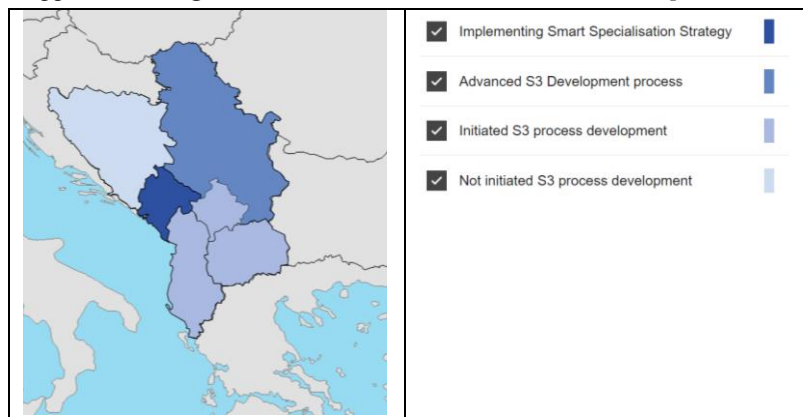 Implementing Smart Specialisation Strategy
Advanced S3 Development process
Initiated S3 process development
Not initiated S3 process development